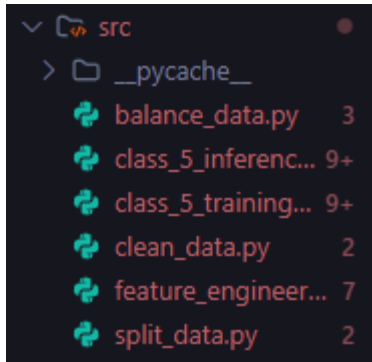 src
__pycache__
balance_data.py 3
class_5_inferenc... 9+
class_5_training... 9+
clean_data.py 2
feature_engineer... 7
split_data.py 2